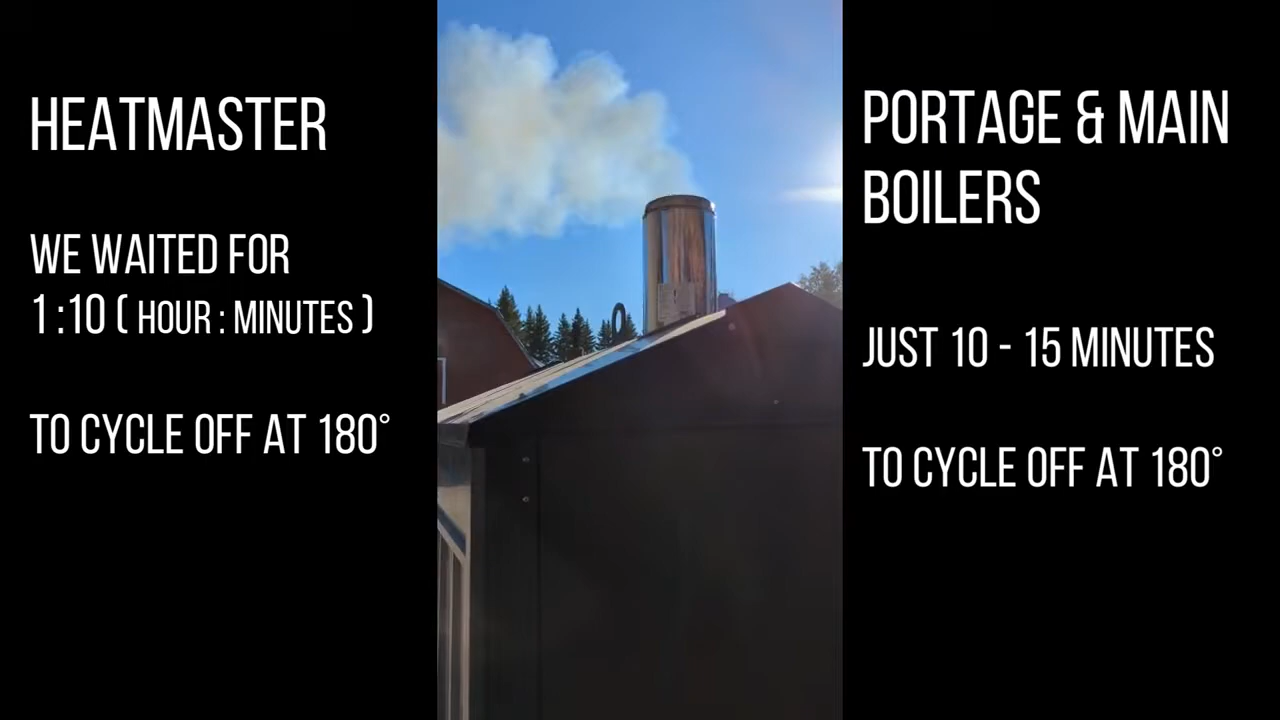 HEATMASTER
WE WAITED FOR
1:10 ( HOUR : MINUTES )
TO CYCLE OFF AT 180°
PORTAGE & MAIN
BOILERS
JUST 10 - 15 MINUTES
TO CYCLE OFF AT 180°